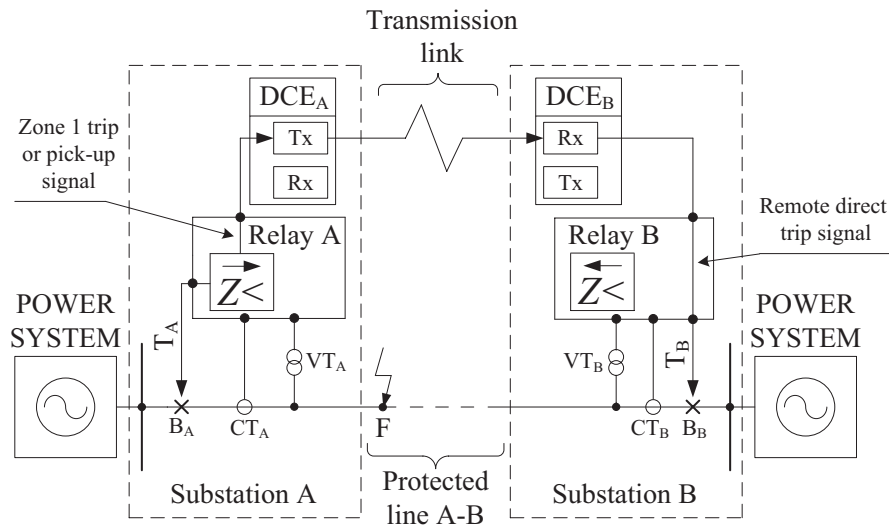 Transmission
link
DCE_A
Tx
Rx
DCE_B
Rx
Tx
Zone 1 trip
or pick-up
signal
Relay A
Z<
Relay B
Z<
Remote direct
trip signal
POWER
SYSTEM
T_A
VT_A
VT_B
T_B
POWER
SYSTEM
B_A
CT_A
F
CT_B
B_B
Substation A
Protected
line A-B
Substation B